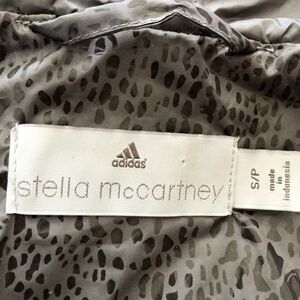 adidas
stella mccartney
S/P
made
in
indonesia